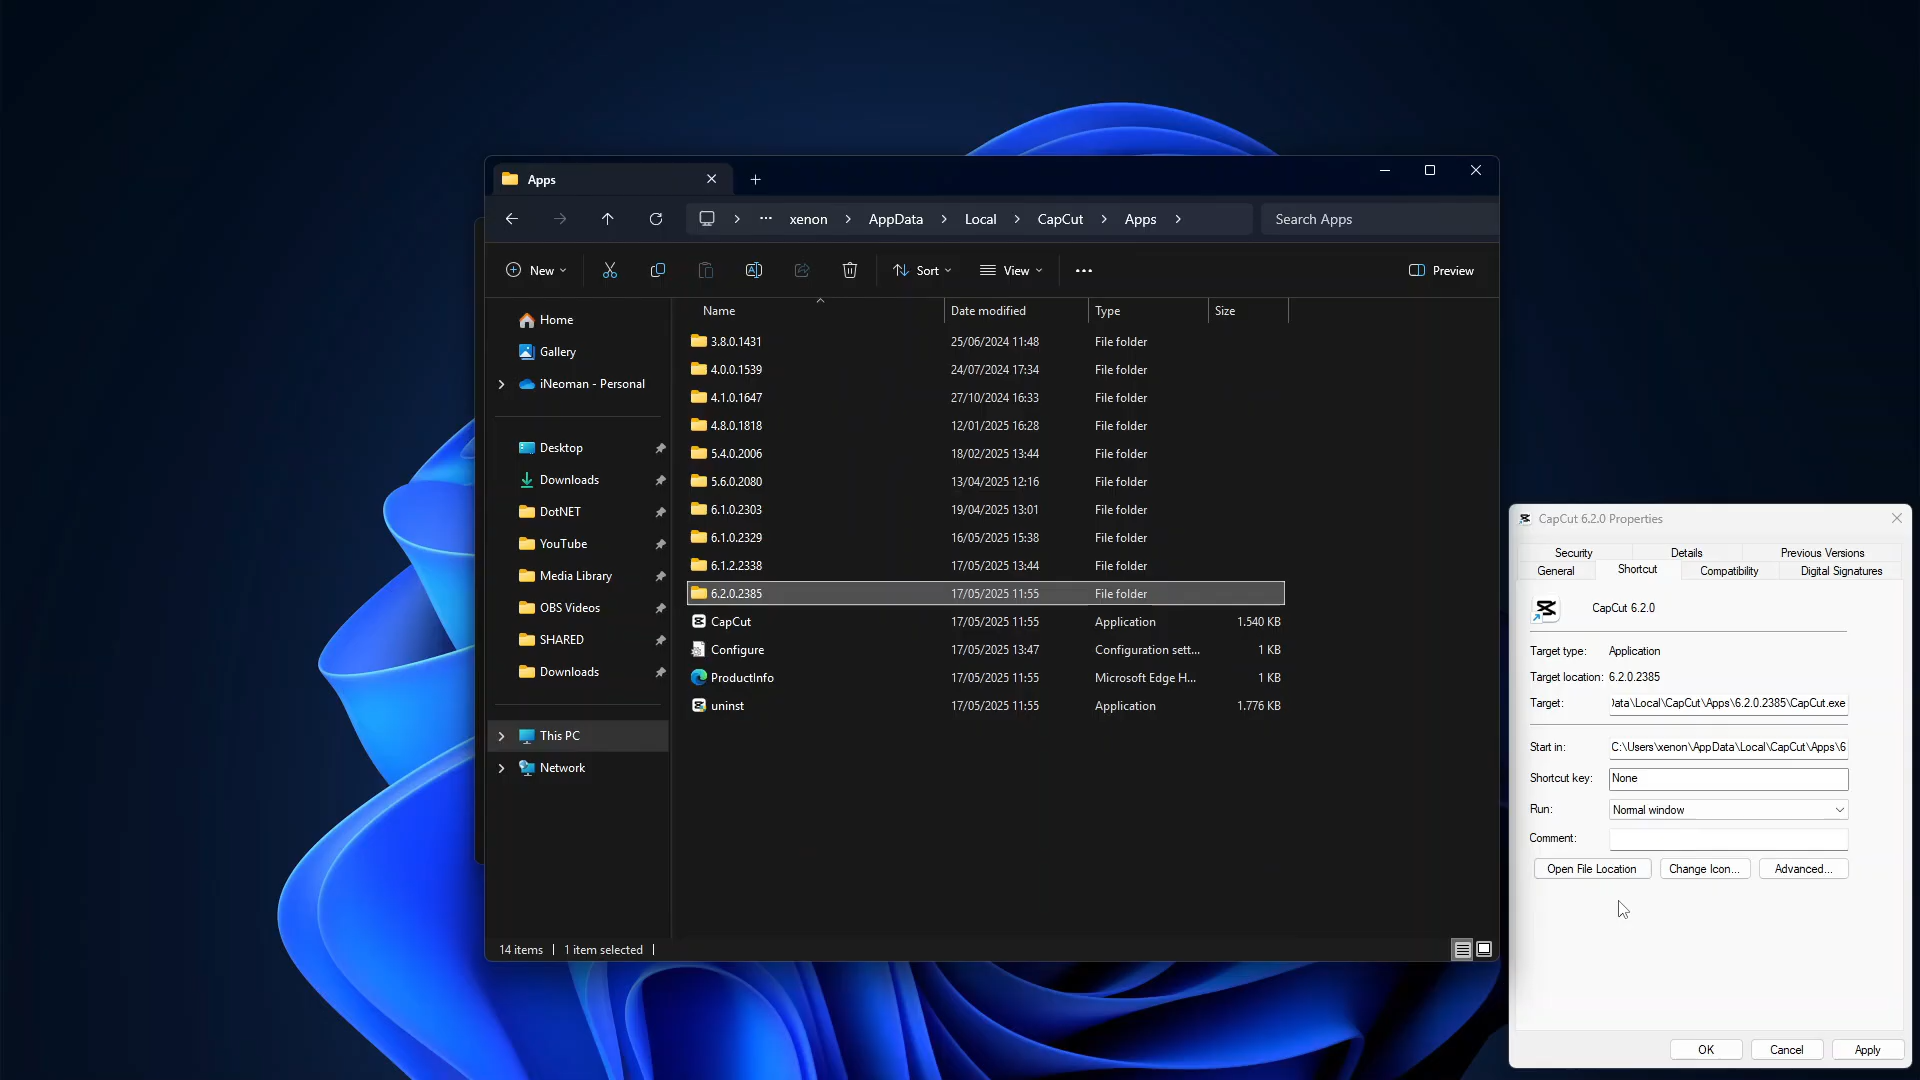 Apps
xenon AppData Local CapCut Apps
Search Apps
New
Sort
View
Preview
Name
Date modified
Type
Size
Home
Gallery
iNeoman - Personal
Desktop
Downloads
DotNET
YouTube
Media Library
OBS Videos
SHARED
Downloads
This PC
Network
3.8.0.1431 25/06/2024 11:48 File folder
4.0.0.1539 24/07/2024 17:34 File folder
4.1.0.1647 27/10/2024 16:33 File folder
4.8.0.1818 12/01/2025 16:28 File folder
5.4.0.2006 18/02/2025 13:44 File folder
5.6.0.2080 13/04/2025 12:16 File folder
6.1.0.2303 19/04/2025 13:01 File folder
6.1.0.2329 16/05/2025 15:38 File folder
6.1.2.2338 17/05/2025 13:44 File folder
6.2.0.2385 17/05/2025 11:55 File folder
CapCut 17/05/2025 11:55 Application 1.540 KB
Configure 17/05/2025 13:47 Configuration sett... 1 KB
ProductInfo 17/05/2025 11:55 Microsoft Edge H... 1 KB
uninst 17/05/2025 11:55 Application 1.776 KB
14 items
1 item selected
CapCut 6.2.0 Properties
Security
Details
Previous Versions
General
Shortcut
Compatibility
Digital Signatures
CapCut 6.2.0
Target type: Application
Target location: 6.2.0.2385
Target: Data\Local\CapCut\Apps\6.2.0.2385\CapCut.exe
Start in: C:\Users\xenon\AppData\Local\CapCut\Apps\6
Shortcut key: None
Run: Normal window
Comment:
Open File Location
Change Icon...
Advanced...
OK
Cancel
Apply